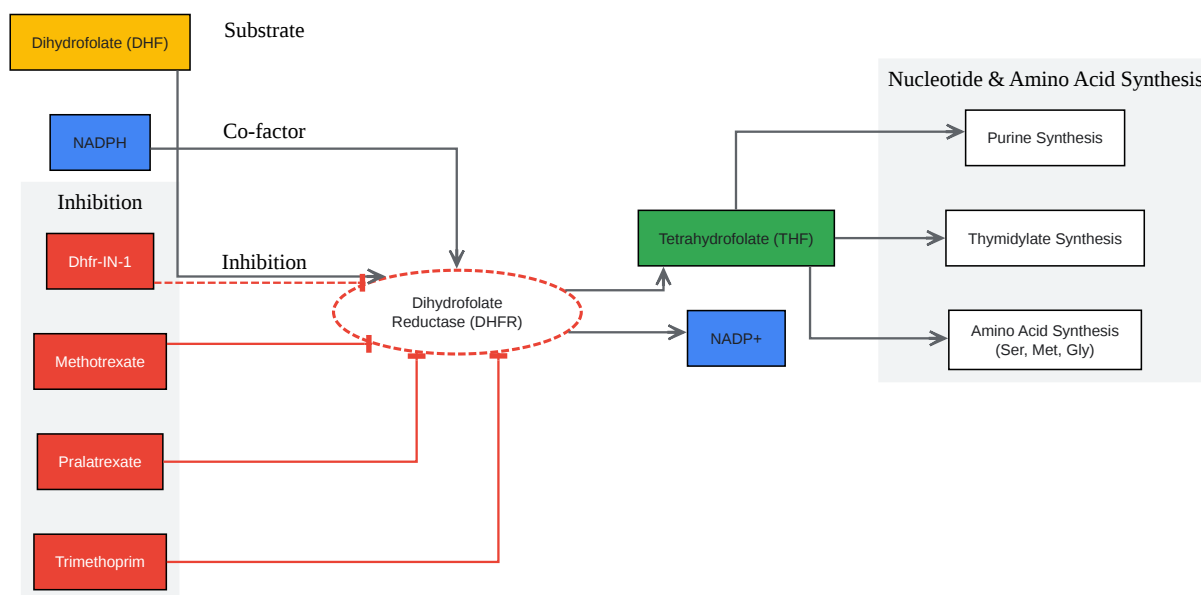 Dihydrofolate (DHF)
Substrate
Nucleotide & Amino Acid Synthesis
NADPH
Co-factor
Purine Synthesis
Inhibition
Dhfr-IN-1
Inhibition
Tetrahydrofolate (THF)
Thymidylate Synthesis
Dihydrofolate
Reductase (DHFR)
Methotrexate
NADP+
Amino Acid Synthesis
(Ser, Met, Gly)
Pralatrexate
Trimethoprim